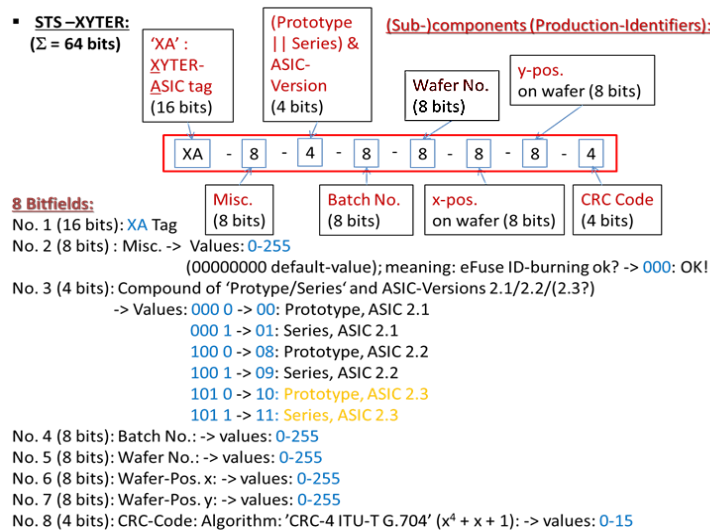 ▪ STS –XYTER:
(Σ = 64 bits)
(Sub-)components (Production-Identifiers):
'XA' :
XYTER-
ASIC tag
(16 bits)
(Prototype
|| Series) &
ASIC-
Version
(4 bits)
Wafer No.
(8 bits)
y-pos.
on wafer (8 bits)
XA - 8 - 4 - 8 - 8 - 8 - 8 - 4
Misc.
(8 bits)
Batch No.
(8 bits)
x-pos.
on wafer (8 bits)
CRC Code
(4 bits)
8 Bitfields:
No. 1 (16 bits): XA Tag
No. 2 (8 bits) : Misc. -> Values: 0-255
(00000000 default-value); meaning: eFuse ID-burning ok? -> 000: OK!
No. 3 (4 bits): Compound of 'Protype/Series' and ASIC-Versions 2.1/2.2/(2.3?)
-> Values: 000 0 -> 00: Prototype, ASIC 2.1
000 1 -> 01: Series, ASIC 2.1
100 0 -> 08: Prototype, ASIC 2.2
100 1 -> 09: Series, ASIC 2.2
101 0 -> 10: Prototype, ASIC 2.3
101 1 -> 11: Series, ASIC 2.3
No. 4 (8 bits): Batch No.: -> values: 0-255
No. 5 (8 bits): Wafer No.: -> values: 0-255
No. 6 (8 bits): Wafer-Pos. x: -> values: 0-255
No. 7 (8 bits): Wafer-Pos. y: -> values: 0-255
No. 8 (4 bits): CRC-Code: Algorithm: 'CRC-4 ITU-T G.704' (x⁴ + x + 1): -> values: 0-15